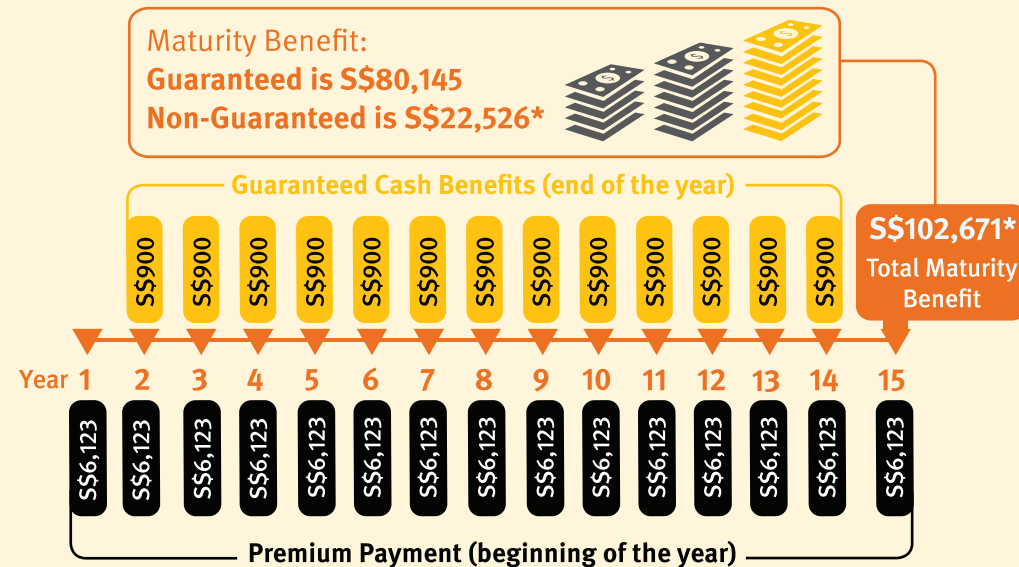 Maturity Benefit:
Guaranteed is S$80,145
Non-Guaranteed is S$22,526*
Guaranteed Cash Benefits (end of the year)
S$900 S$900 S$900 S$900 S$900 S$900 S$900 S$900 S$900 S$900 S$900 S$900 S$900
S$102,671*
Total Maturity
Benefit
Year 1 2 3 4 5 6 7 8 9 10 11 12 13 14 15
S$6,123 S$6,123 S$6,123 S$6,123 S$6,123 S$6,123 S$6,123 S$6,123 S$6,123 S$6,123 S$6,123 S$6,123 S$6,123 S$6,123 S$6,123
Premium Payment (beginning of the year)